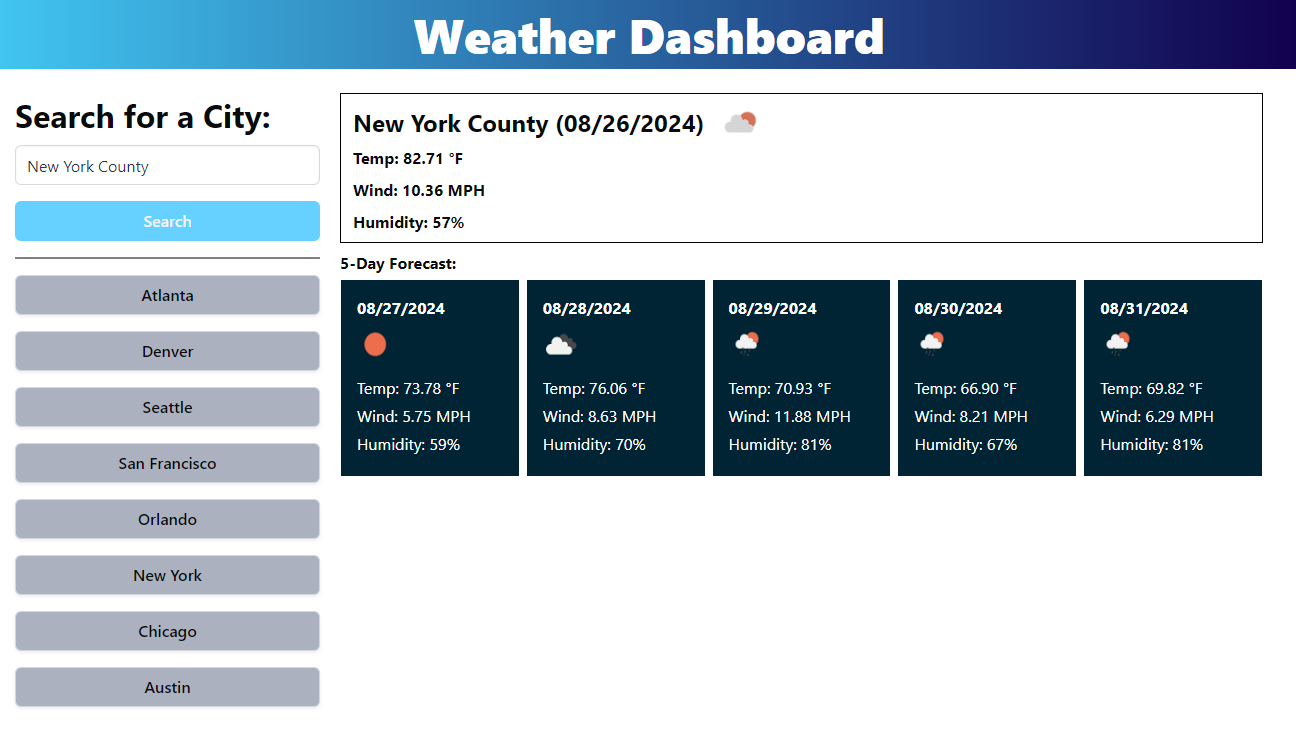 Weather Dashboard
Search for a City:
New York County
Search
Atlanta
Denver
Seattle
San Francisco
Orlando
New York
Chicago
Austin
New York County (08/26/2024)
Temp: 82.71 °F
Wind: 10.36 MPH
Humidity: 57%
5-Day Forecast:
08/27/2024
Temp: 73.78 °F
Wind: 5.75 MPH
Humidity: 59%
08/28/2024
Temp: 76.06 °F
Wind: 8.63 MPH
Humidity: 70%
08/29/2024
Temp: 70.93 °F
Wind: 11.88 MPH
Humidity: 81%
08/30/2024
Temp: 66.90 °F
Wind: 8.21 MPH
Humidity: 67%
08/31/2024
Temp: 69.82 °F
Wind: 6.29 MPH
Humidity: 81%